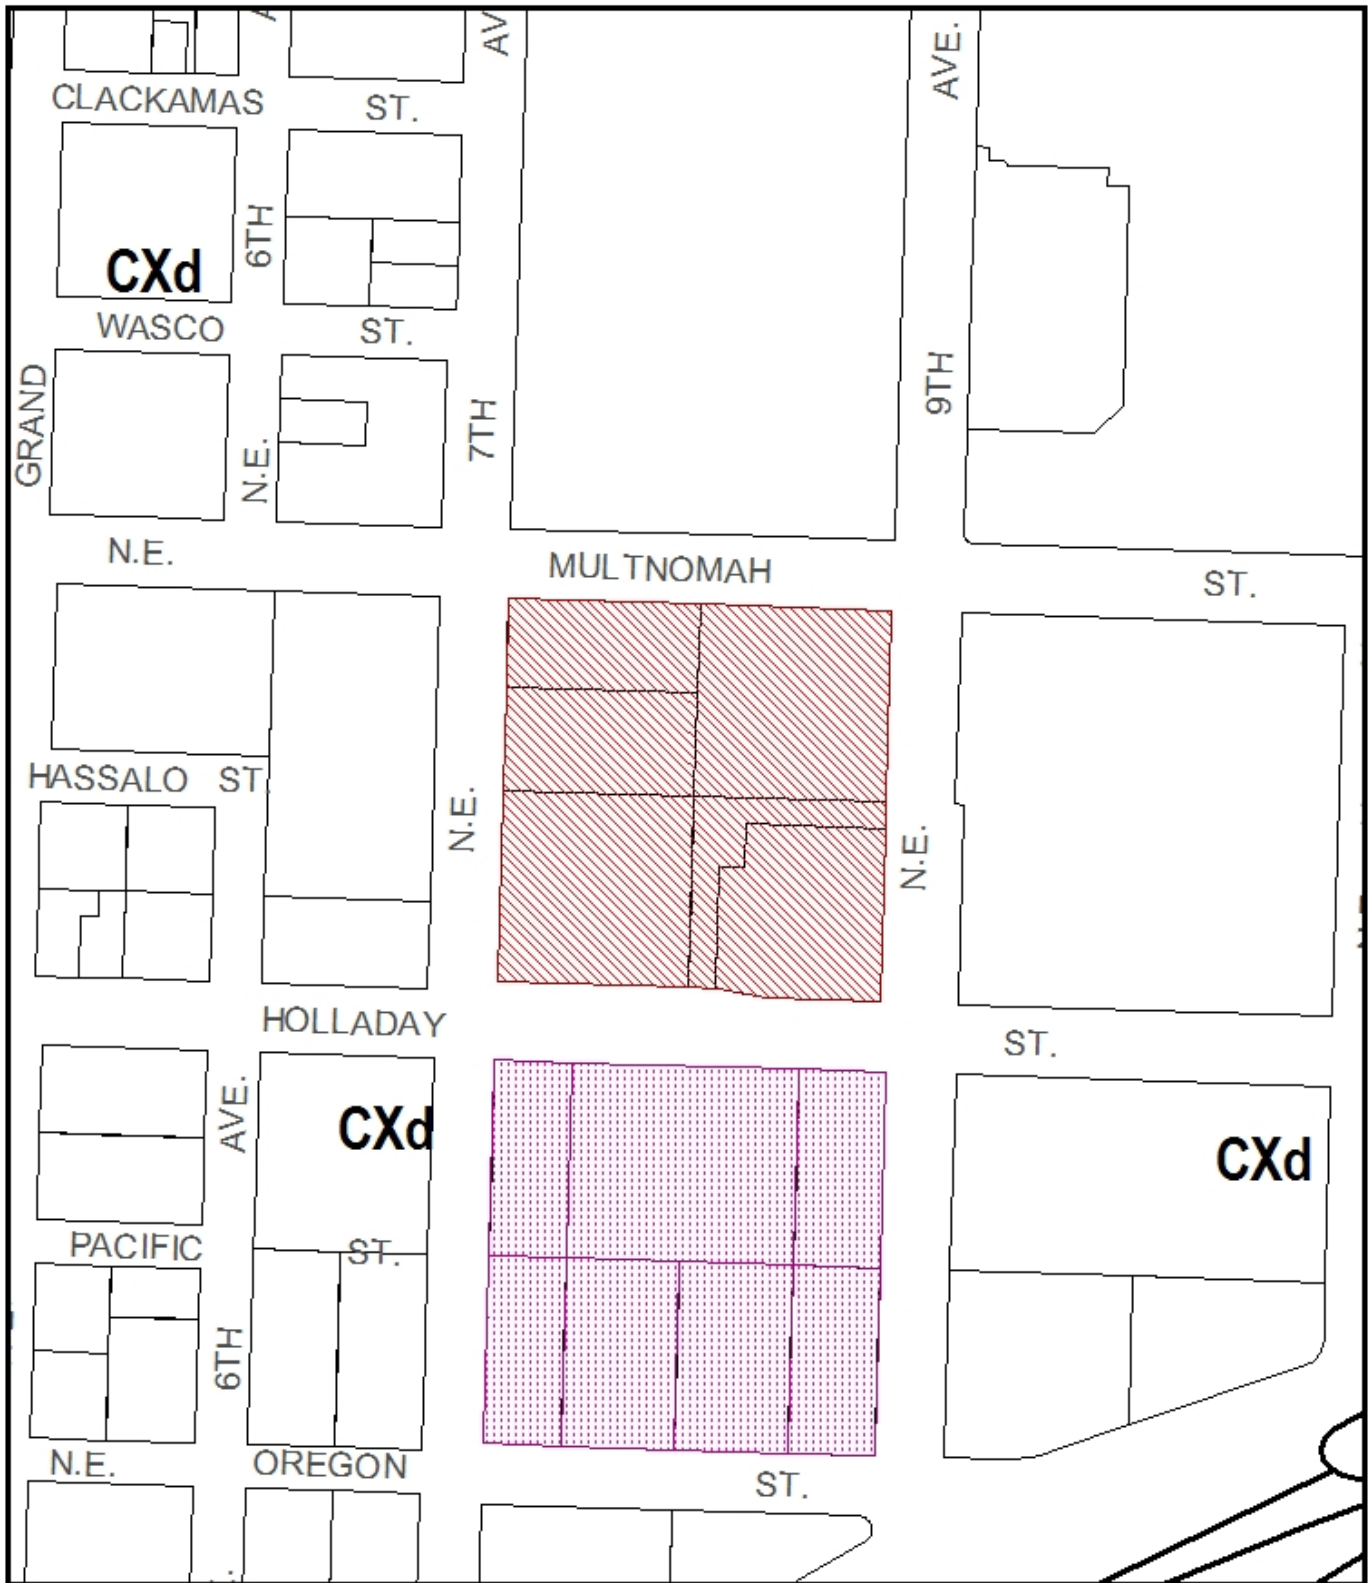 AV
AVE.
CLACKAMAS ST.
6TH
CXd
WASCO ST.
GRAND
9TH
7TH
N.E.
N.E. MULTNOMAH ST.
HASSALO ST
N.E.
N.E.
HOLLADAY ST.
AVE.
CXd
CXd
PACIFIC ST.
6TH
N.E. OREGON ST.